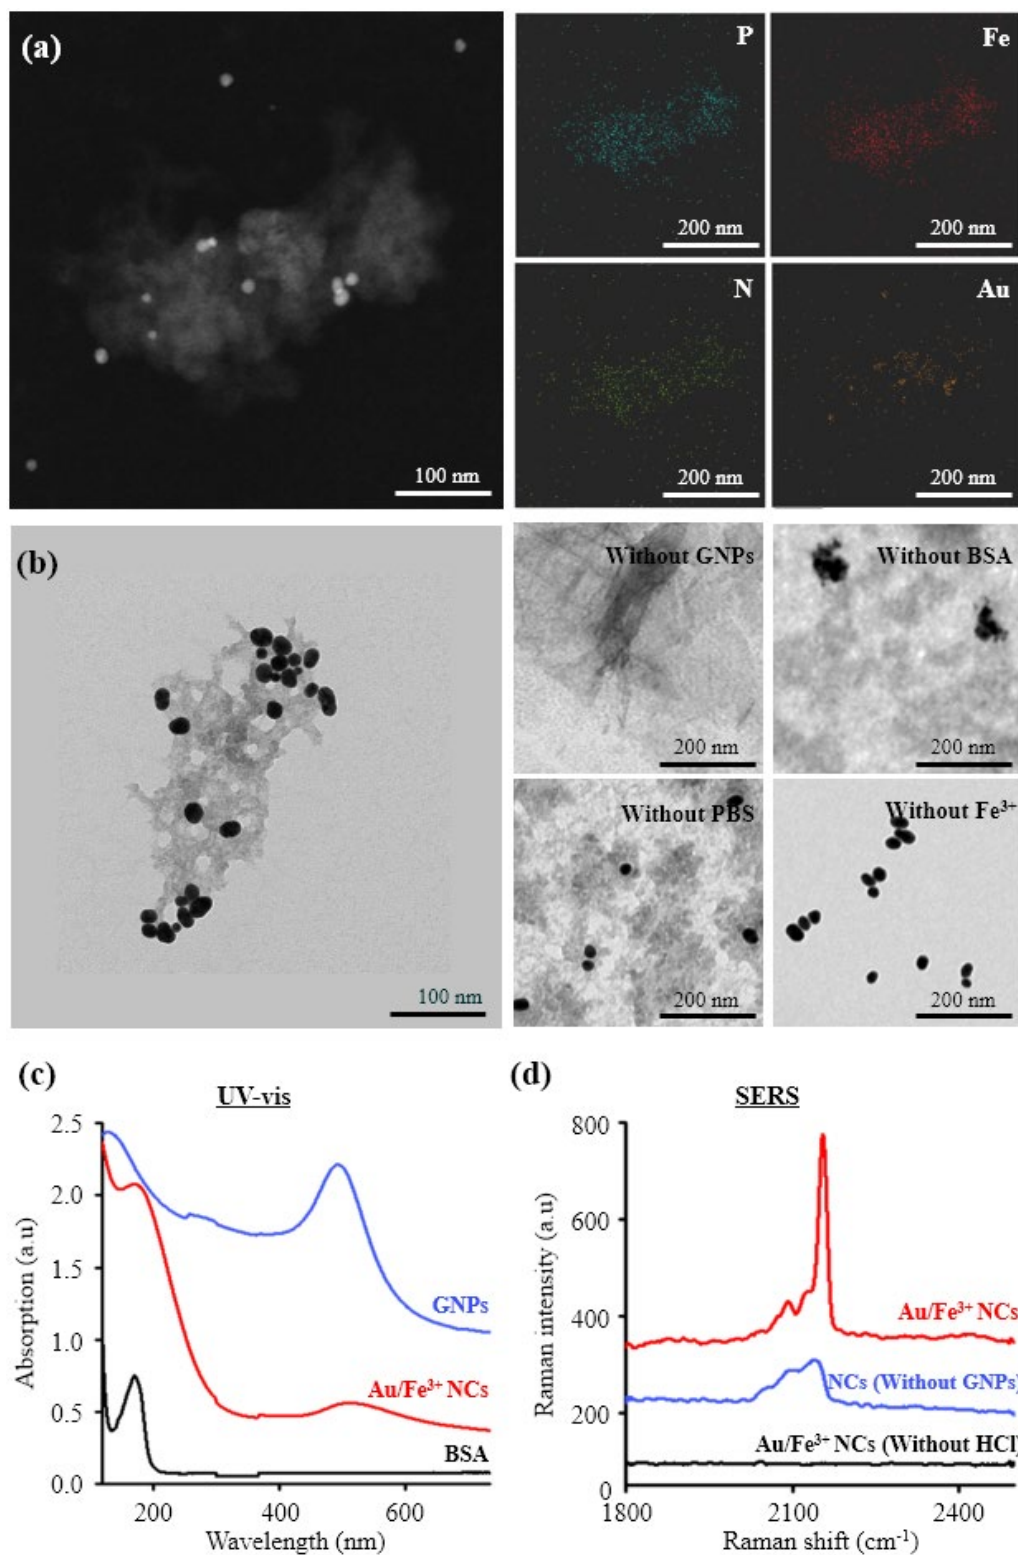 (a)
P
Fe
200 nm
200 nm
N
Au
100 nm
200 nm
200 nm
(b)
Without GNPs
Without BSA
200 nm
200 nm
Without PBS
Without Fe³⁺
100 nm
200 nm
200 nm
(c)
UV-vis
2.5
2.0
1.5
1.0
0.5
0.0
Absorption (a.u)
GNPs
Au/Fe³⁺ NCs
BSA
200
400
600
Wavelength (nm)
(d)
SERS
800
600
400
200
0
Raman intensity (a.u)
Au/Fe³⁺ NCs
NCs (Without GNPs)
Au/Fe³⁺ NCs (Without HCl)
1800
2100
2400
Raman shift (cm⁻¹)